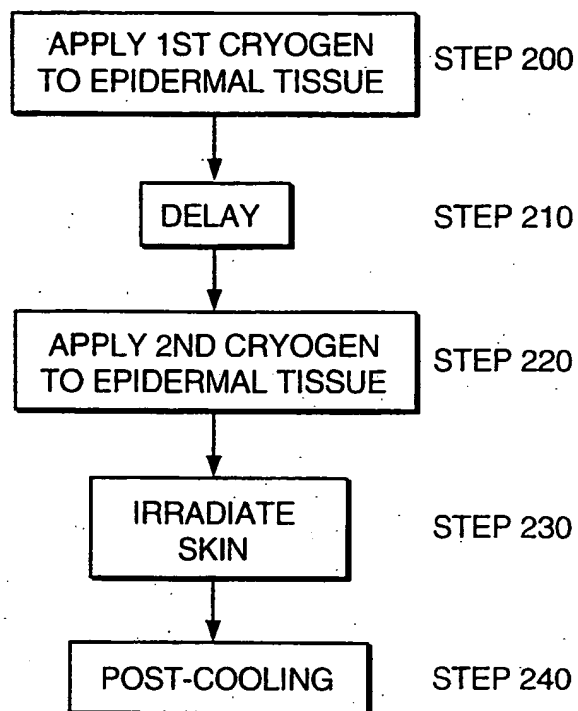 APPLY 1ST CRYOGEN
TO EPIDERMAL TISSUE
STEP 200
DELAY
STEP 210
APPLY 2ND CRYOGEN
TO EPIDERMAL TISSUE
STEP 220
IRRADIATE
SKIN
STEP 230
POST-COOLING
STEP 240